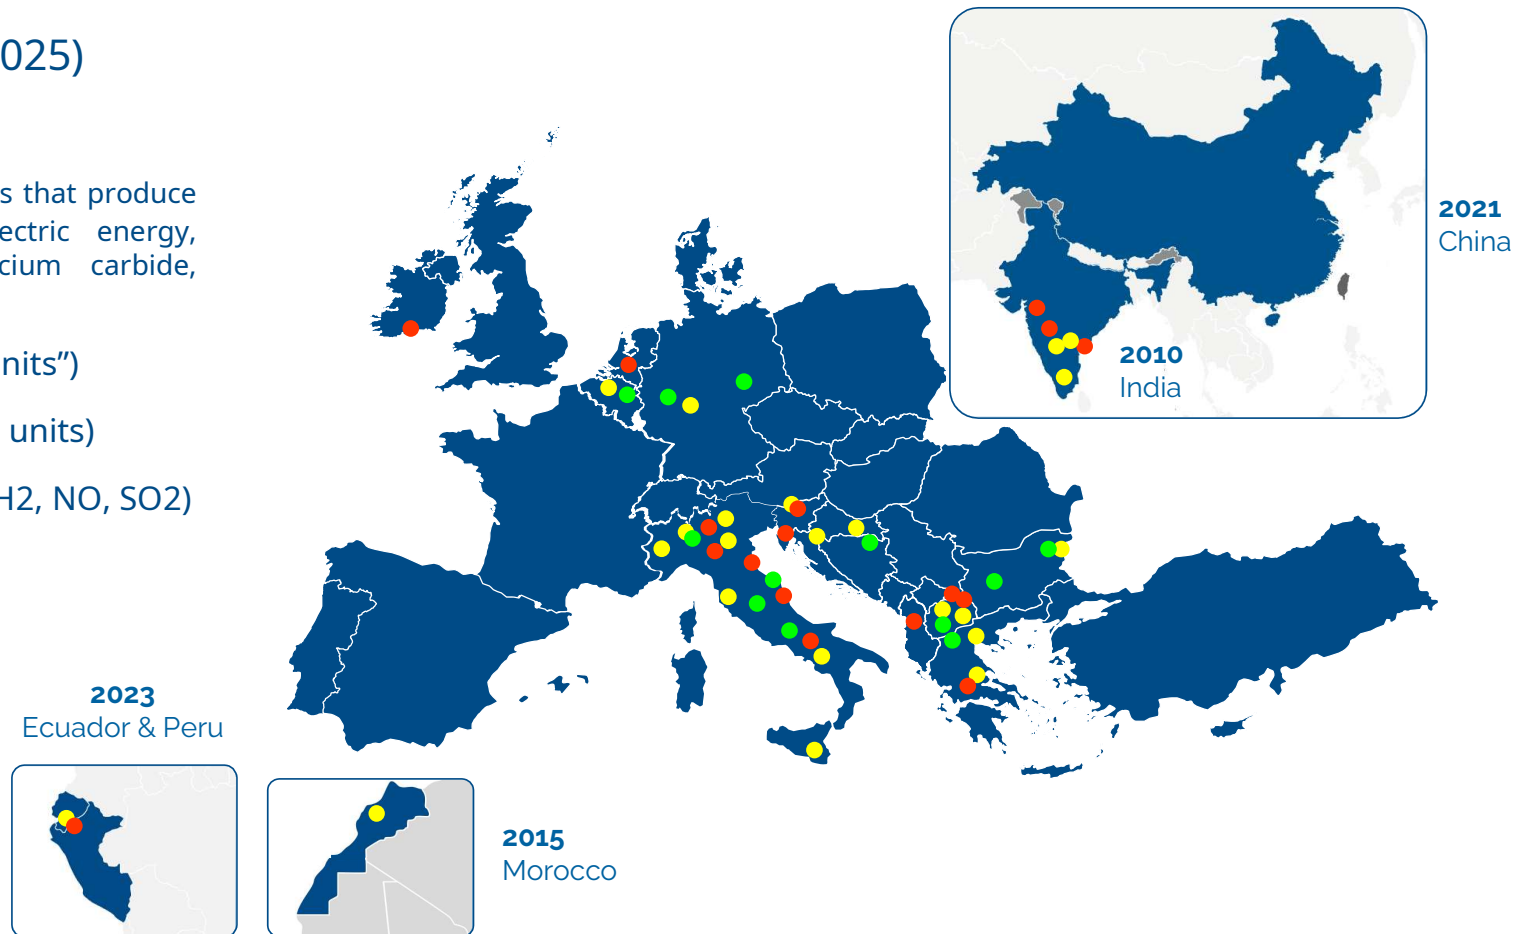 025)
s that produce
ectric energy,
cium carbide,
nits”)
units)
H2, NO, SO2)
2021
China
2010
India
2023
Ecuador & Peru
2015
Morocco